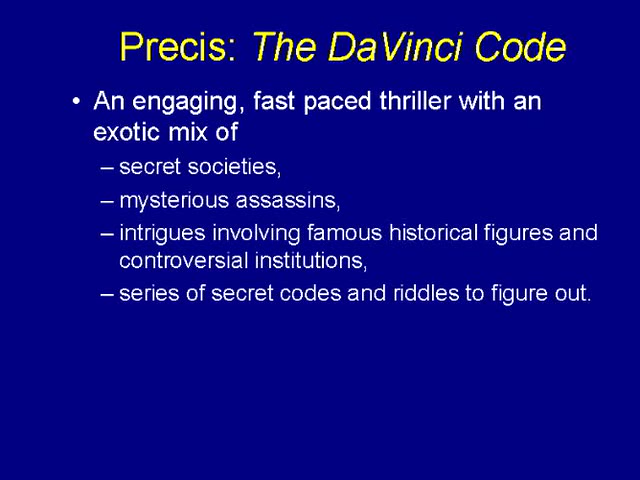 Precis: The DaVinci Code
• An engaging, fast paced thriller with an
exotic mix of
– secret societies,
– mysterious assassins,
– intrigues involving famous historical figures and
controversial institutions,
– series of secret codes and riddles to figure out.